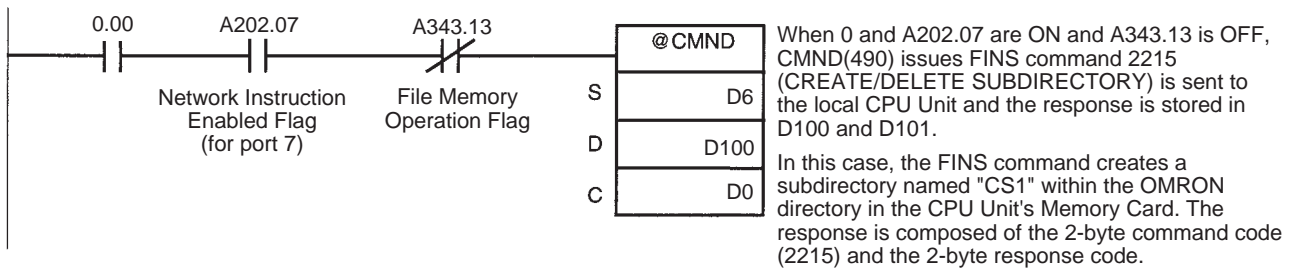 0.00 A202.07 A343.13
@CMND
S D6
D D100
C D0
Network Instruction
Enabled Flag
(for port 7)
File Memory
Operation Flag
When 0 and A202.07 are ON and A343.13 is OFF,
CMND(490) issues FINS command 2215
(CREATE/DELETE SUBDIRECTORY) is sent to
the local CPU Unit and the response is stored in
D100 and D101.
In this case, the FINS command creates a
subdirectory named "CS1" within the OMRON
directory in the CPU Unit's Memory Card. The
response is composed of the 2-byte command code
(2215) and the 2-byte response code.